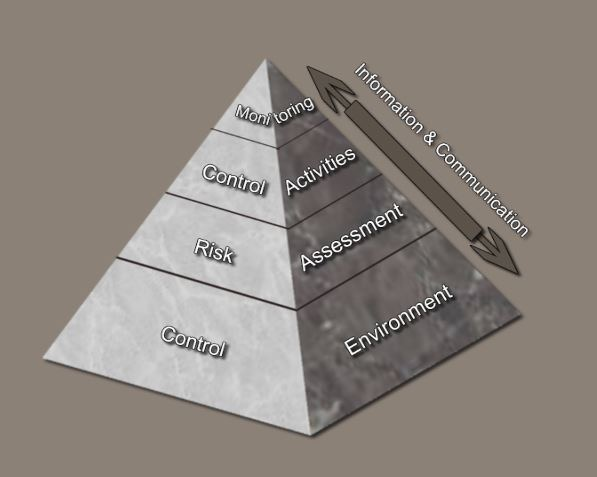 Monitoring
Control Activities
Risk Assessment
Control Environment
Information & Communication